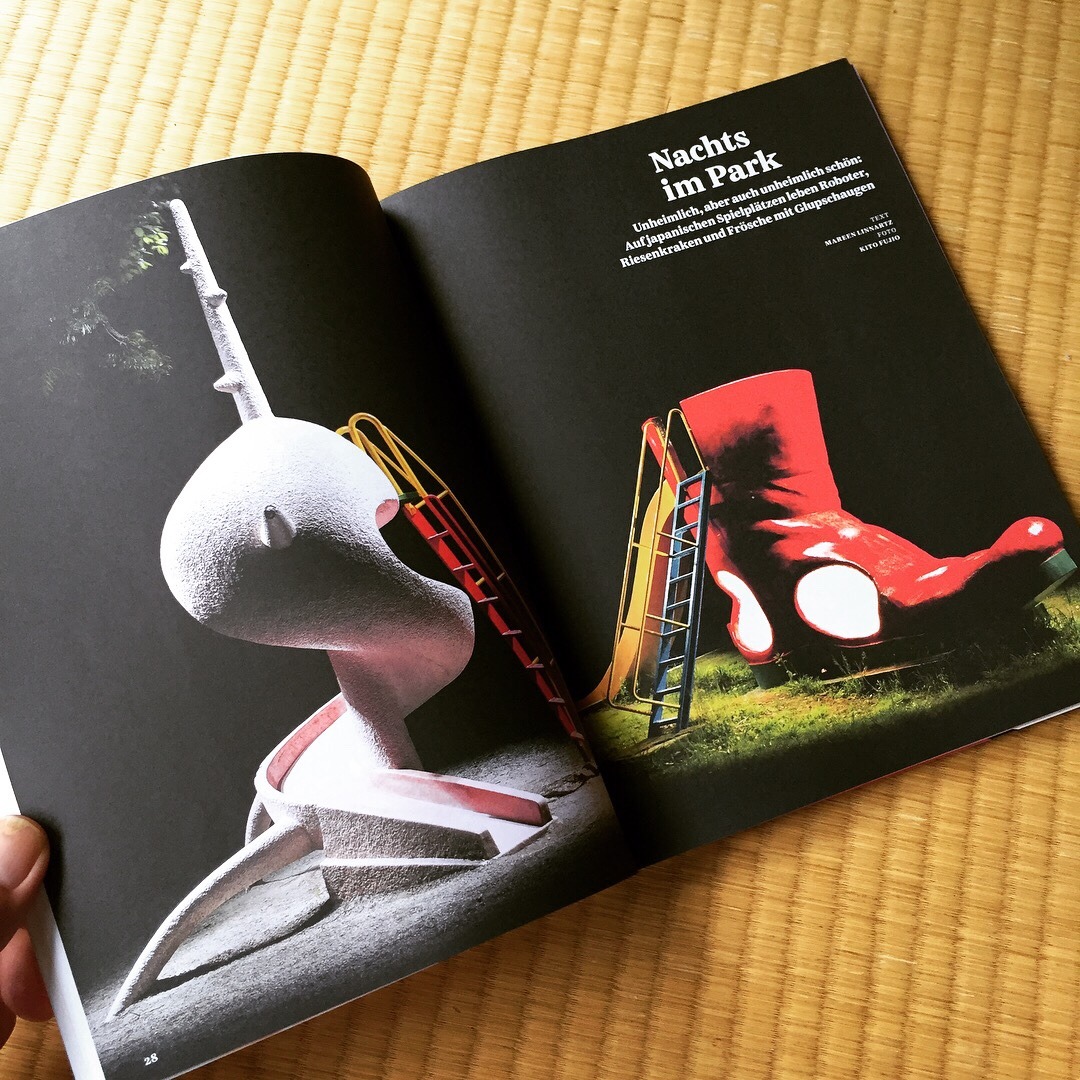 Nachts
im Park
Unheimlich, aber auch unheimlich schön:
Auf japanischen Spielplätzen leben Roboter,
Riesenkraken und Frösche mit Glupschaugen
TEXT
MAREEN LINNARTZ
FOTO
KITO FUJIO
28